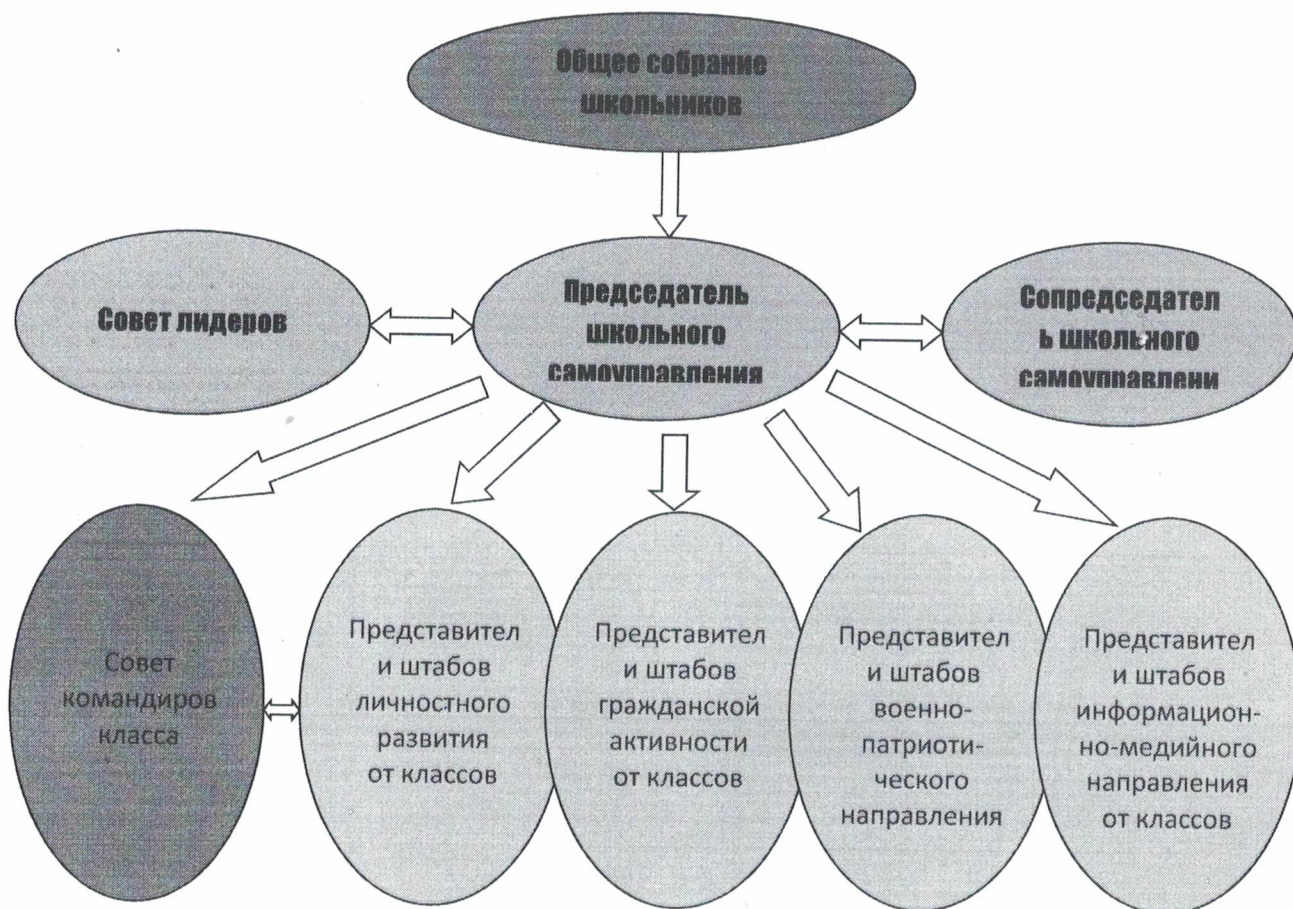 Общее собрание
школьников
Совет лидеров
Председатель
школьного
самоуправления
Сопредседател
ь школьного
самоуправлени
Совет
командиров
класса
Представител
и штабов
личностного
развития
от классов
Представител
и штабов
гражданской
активности
от классов
Представител
и штабов
военно-
патриоти-
ческого
направления
Представител
и штабов
информацион-
но-медийного
направления
от классов